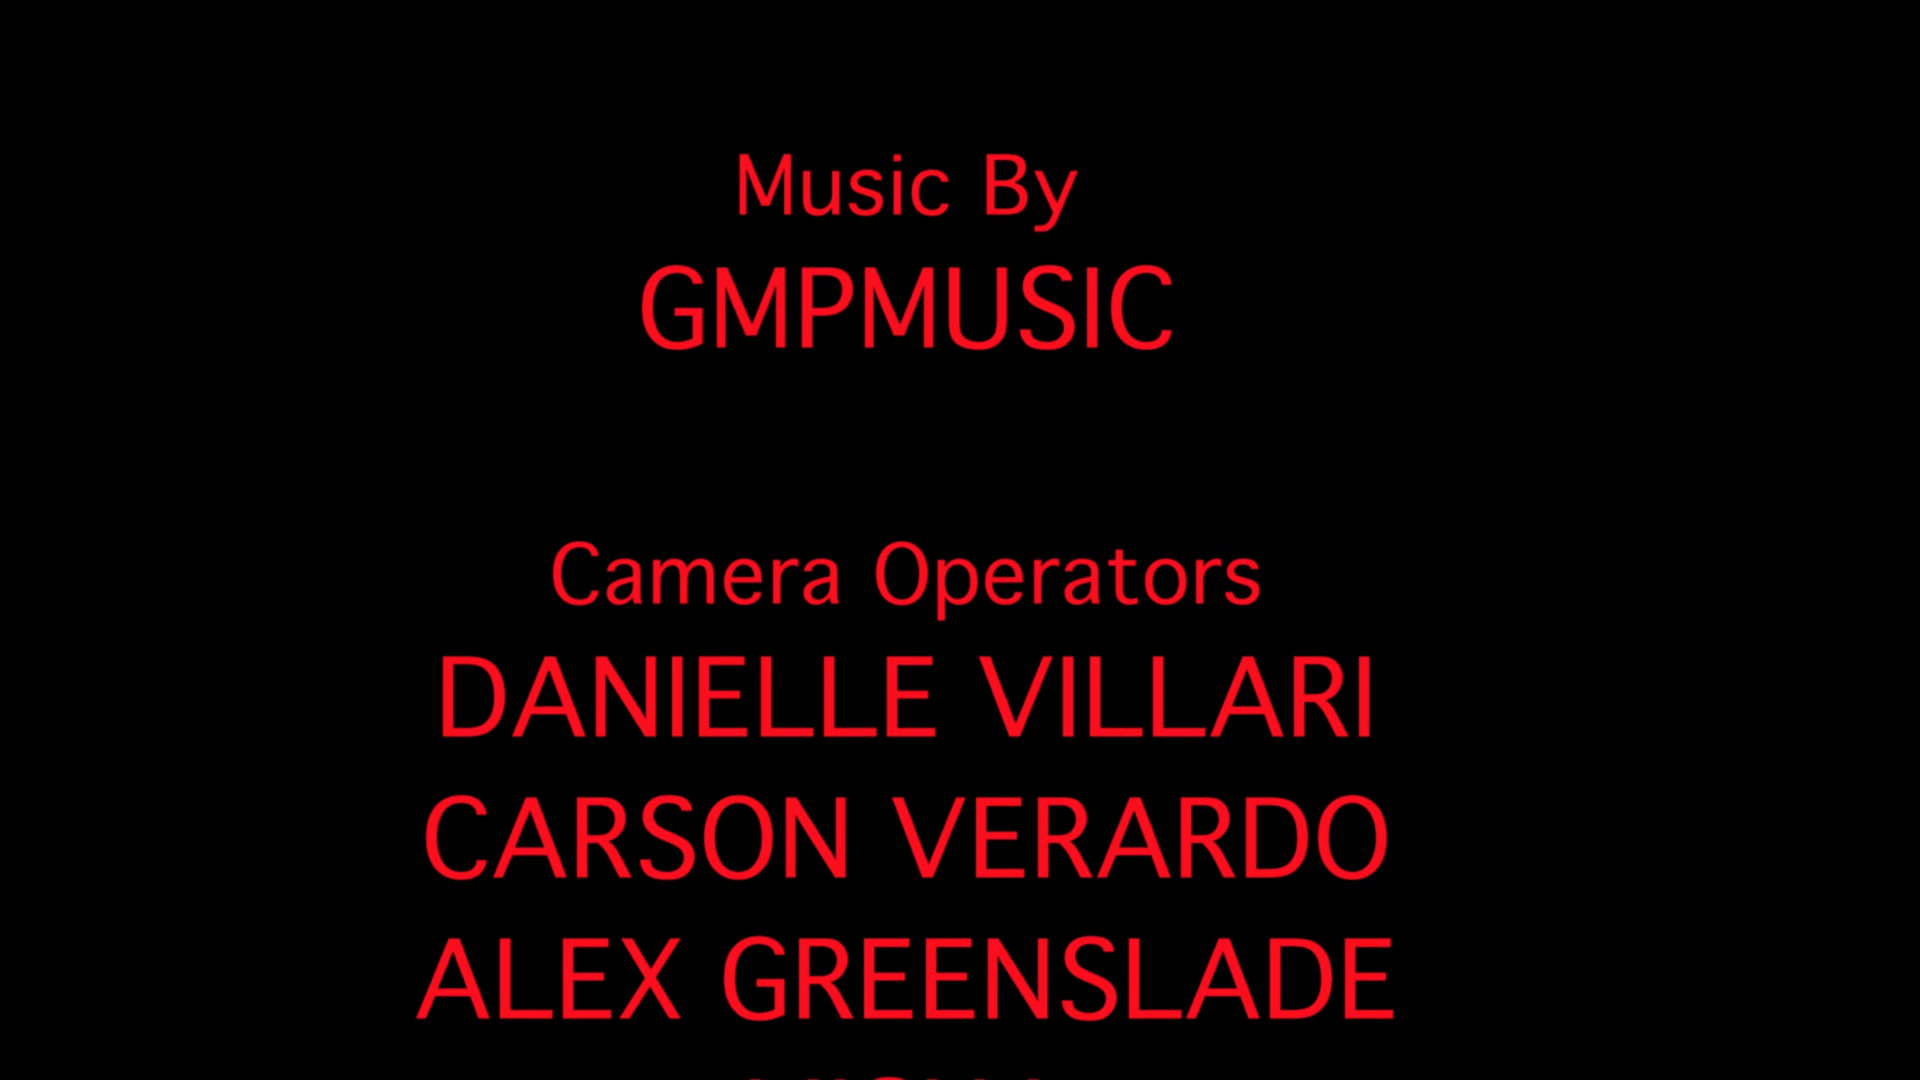 Music By
GMPMUSIC
Camera Operators
DANIELLE VILLARI
CARSON VERARDO
ALEX GREENSLADE